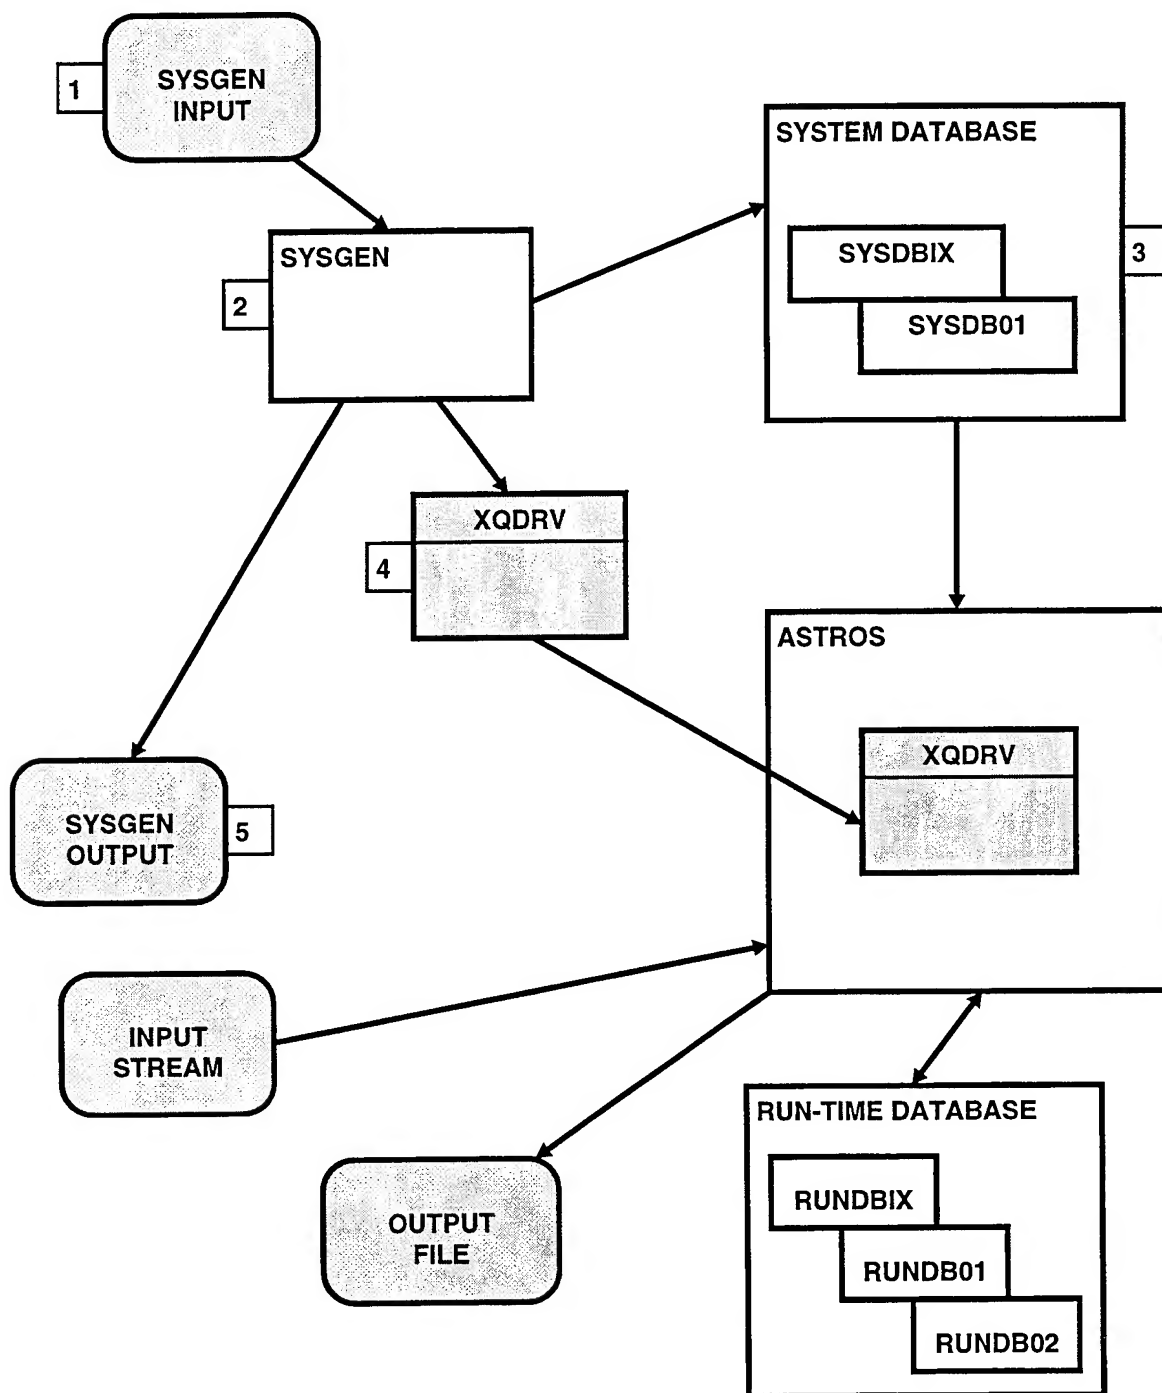 1
SYSGEN
INPUT
SYSTEM DATABASE
SYSGEN
SYSDBIX
3
2
SYSDB01
XQDRV
4
ASTROS
XQDRV
SYSGEN
OUTPUT
5
INPUT
STREAM
RUN-TIME DATABASE
OUTPUT
FILE
RUNDBIX
RUNDB01
RUNDB02